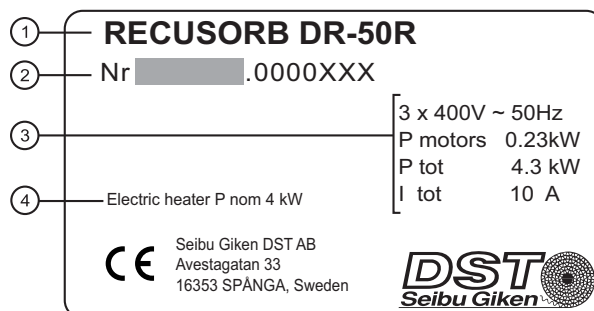 1 RECUSORB DR-50R
2 Nr .0000XXX
3 3 x 400V ~ 50Hz
P motors 0.23kW
P tot 4.3 kW
I tot 10 A
4 Electric heater P nom 4 kW
CE
Seibu Giken DST AB
Avestagatan 33
16353 SPÅNGA, Sweden
DST
Seibu Giken